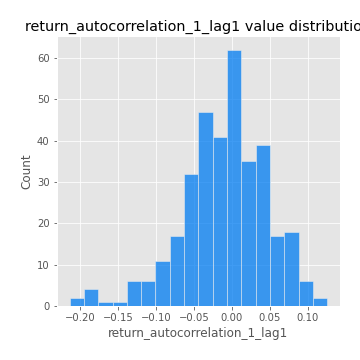 return_autocorrelation_1_lag1 value distributio
60
50
40
30
20
10
0
Count
−0.20 −0.15 −0.10 −0.05 0.00 0.05 0.10
return_autocorrelation_1_lag1